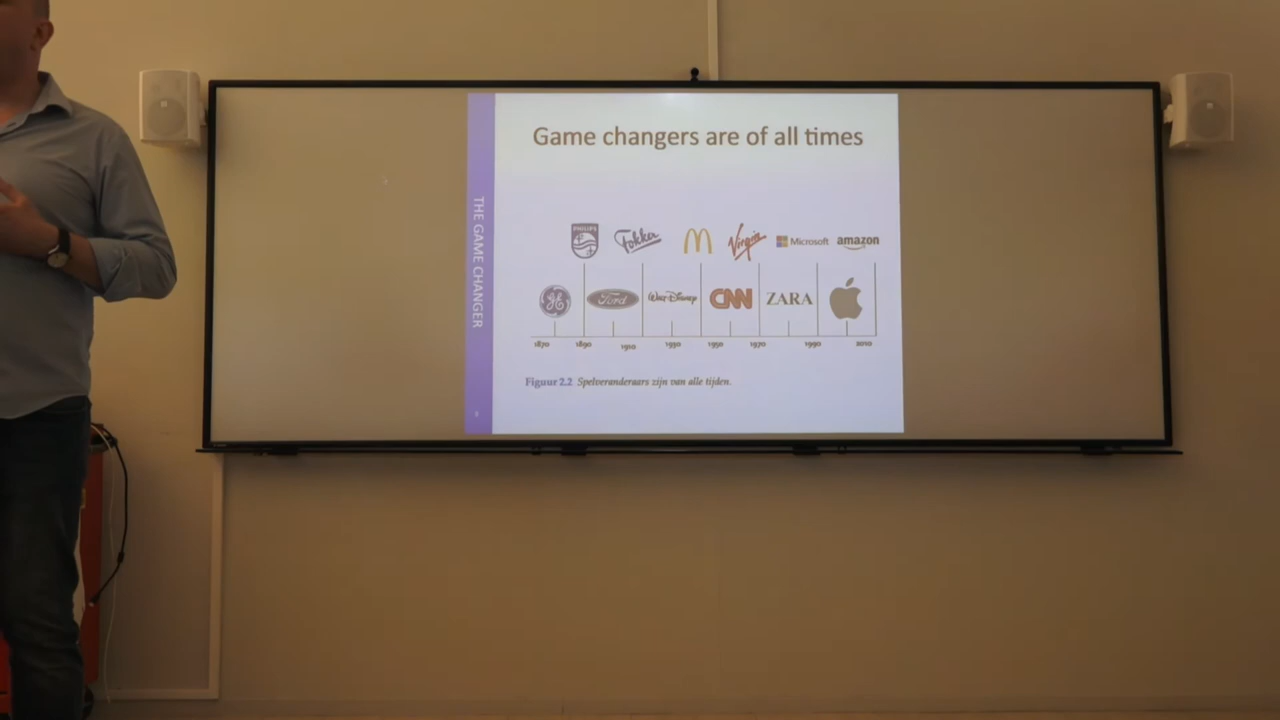 Game changers are of all times
THE GAME CHANGER
PHILIPS Fokker M Virgin Microsoft amazon
GE Ford Walt Disney CNN ZARA
1870 1890 1910 1930 1950 1970 1990 2010
Figuur 2.2 Spelveranderaars zijn van alle tijden.